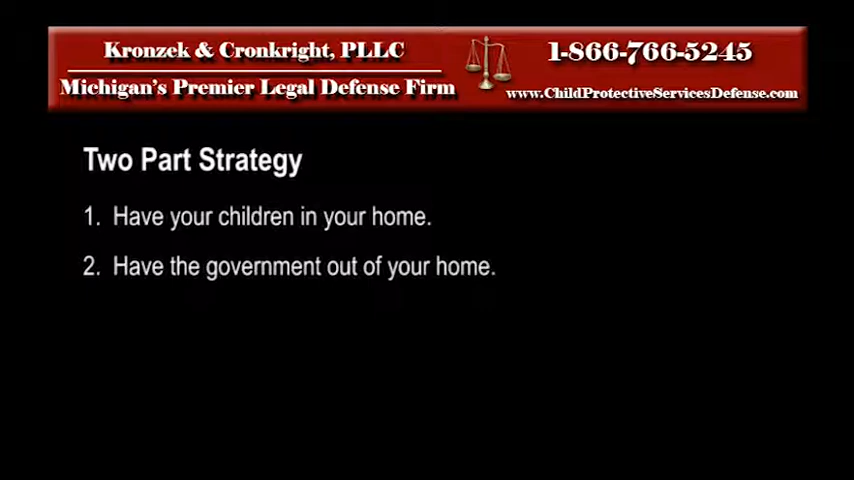 Kronzek & Cronkright, PLLC
Michigan's Premier Legal Defense Firm
1-866-766-5245
www.ChildProtectiveServicesDefense.com
Two Part Strategy
1. Have your children in your home.
2. Have the government out of your home.